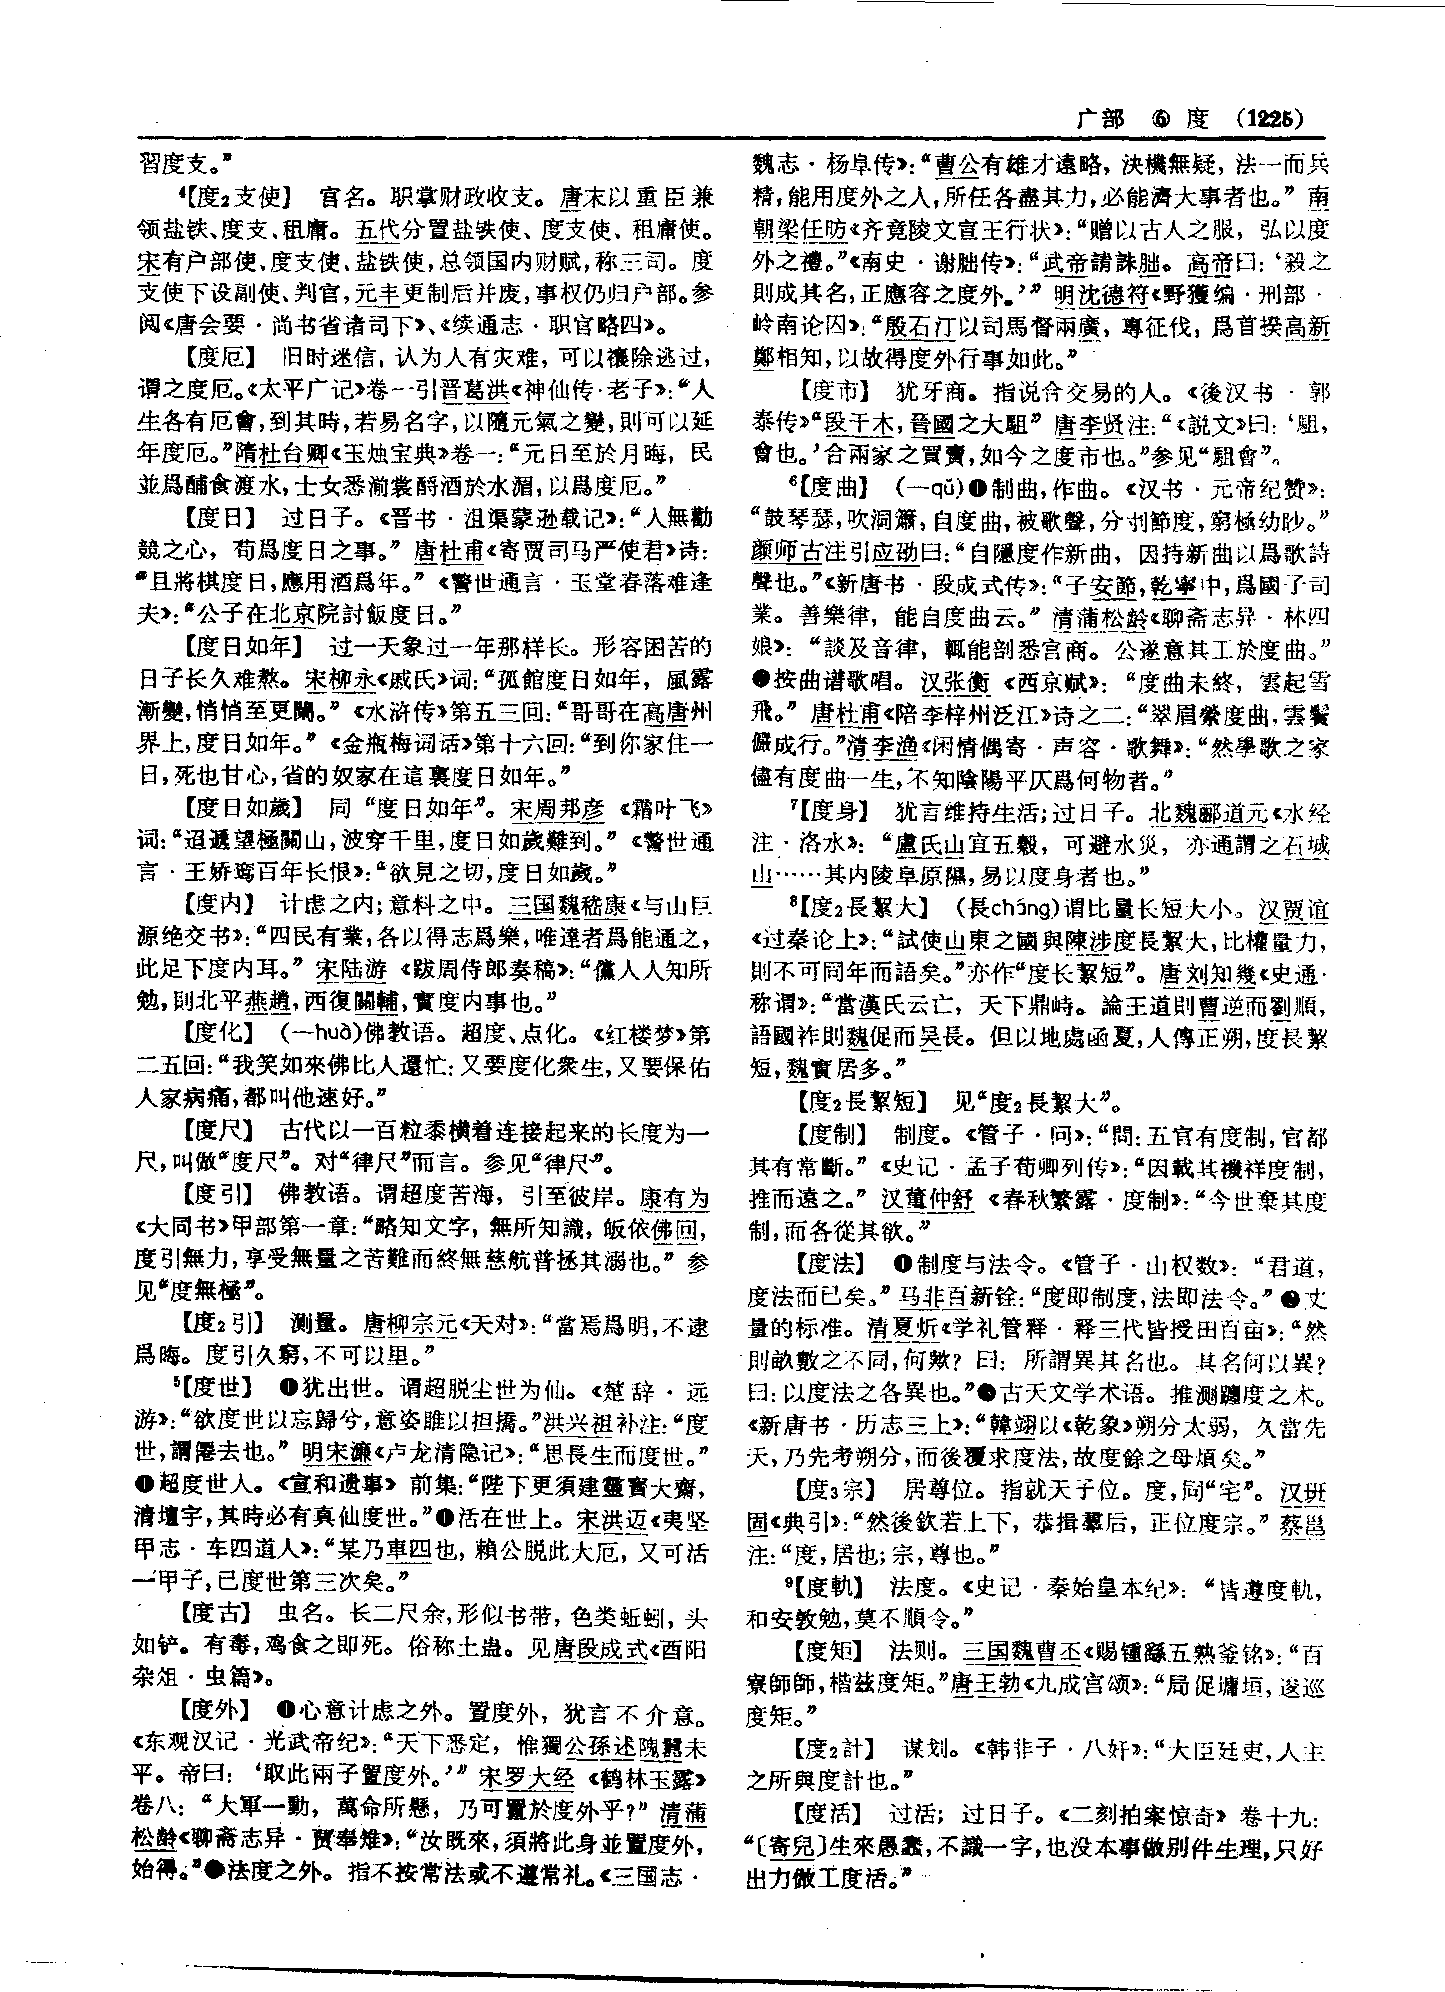 广部 ⑥ 度 (1225)
習度支。”
⁴【度₂支使】 官名。职掌财政收支。唐末以重臣兼
领盐铁、度支、租庸。五代分置盐铁使、度支使、租庸使。
宋有户部使、度支使、盐铁使，总领国内财赋，称三司。度
支使下设副使、判官，元丰更制后并废，事权仍归户部。参
阅《唐会要·尚书省诸司下》、《续通志·职官略四》。
【度厄】 旧时迷信，认为人有灾难，可以禳除逃过，
谓之度厄。《太平广记》卷一引晋葛洪《神仙传·老子》：“人
生各有厄會，到其時，若易名字，以隨元氣之變，則可以延
年度厄。”隋杜台卿《玉烛宝典》卷一：“元日至於月晦，民
並爲酺食渡水，士女悉湔裳酹酒於水湄，以爲度厄。”
【度日】 过日子。《晋书·沮渠蒙逊载记》：“人無勸
競之心，苟爲度日之事。” 唐杜甫《寄贾司马严使君》诗：
“且將棋度日，應用酒爲年。” 《警世通言·玉堂春落难逢
夫》：“公子在北京院討飯度日。”
【度日如年】 过一天象过一年那样长。形容困苦的
日子长久难熬。宋柳永《戚氏》词：“孤館度日如年，風露
漸變，悄悄至更闌。” 《水浒传》第五三回：“哥哥在高唐州
界上，度日如年。” 《金瓶梅词话》第十六回：“到你家住一
日，死也甘心，省的奴家在這裏度日如年。”
【度日如歲】 同“度日如年”。宋周邦彦《霜叶飞》
词：“迢遞望極關山，波穿千里，度日如歲難到。” 《警世通
言·王娇鸾百年长恨》：“欲見之切，度日如歲。”
【度内】 计虑之内；意料之中。三国魏嵇康《与山巨
源绝交书》：“四民有業，各以得志爲樂，唯達者爲能通之，
此足下度内耳。” 宋陆游《跋周侍郎奏稿》：“儻人人知所
勉，則北平燕趙，西復關輔，實度内事也。”
【度化】 (—huà)佛教语。超度、点化。《红楼梦》第
二五回：“我笑如來佛比人還忙：又要度化衆生，又要保佑
人家病痛，都叫他速好。”
【度尺】 古代以一百粒黍横着连接起来的长度为一
尺，叫做“度尺”。对“律尺”而言。参见“律尺”。
【度引】 佛教语。谓超度苦海，引至彼岸。康有为
《大同书》甲部第一章：“略知文字，無所知識，皈依佛回，
度引無力，享受無量之苦難而終無慈航普拯其溺也。” 参
见“度無極”。
【度₂引】 测量。唐柳宗元《天对》：“當焉爲明，不逮
爲晦。度引久窮，不可以里。”
⁵【度世】 ❶犹出世。谓超脱尘世为仙。《楚辞·远
游》：“欲度世以忘歸兮，意姿睢以担撟。”洪兴祖补注：“度
世，謂僊去也。” 明宋濂《卢龙清隐记》：“思長生而度世。”
❷超度世人。《宣和遗事》前集：“陛下更須建靈寶大齋，
清壇宇，其時必有真仙度世。”❸活在世上。宋洪迈《夷坚
甲志·车四道人》：“某乃車四也，賴公脱此大厄，又可活
一甲子，已度世第三次矣。”
【度古】 虫名。长二尺余，形似书带，色类蚯蚓，头
如铲。有毒，鸡食之即死。俗称土蛊。见唐段成式《酉阳
杂俎·虫篇》。
【度外】 ❶心意计虑之外。置度外，犹言不介意。
《东观汉记·光武帝纪》：“天下悉定，惟獨公孫述隗囂未
平。帝曰：‘取此兩子置度外。’” 宋罗大经《鹤林玉露》
卷八：“大軍一動，萬命所懸，乃可置於度外乎？” 清蒲
松龄《聊斋志异·贾奉雉》：“汝既來，須將此身並置度外，
始得。”❷法度之外。指不按常法或不遵常礼。《三国志·
魏志·杨阜传》：“曹公有雄才遠略，決機無疑，法一而兵
精，能用度外之人，所任各盡其力，必能濟大事者也。” 南
朝梁任昉《齐竟陵文宣王行状》：“贈以古人之服，弘以度
外之禮。”《南史·谢朏传》：“武帝請誅朏。高帝曰：‘殺之
則成其名，正應容之度外。’” 明沈德符《野獲编·刑部·
岭南论囚》：“殷石汀以司馬督兩廣，專征伐，爲首揆高新
鄭相知，以故得度外行事如此。”
【度市】 犹牙商。指说合交易的人。《後汉书·郭
泰传》“段干木，晉國之大駔” 唐李贤注：“《説文》曰：‘駔，
會也。’合兩家之買賣，如今之度市也。”参见“駔會”。
⁶【度曲】 (—qǔ)❶制曲，作曲。《汉书·元帝纪赞》：
“鼓琴瑟，吹洞簫，自度曲，被歌聲，分刌節度，窮極幼眇。”
颜师古注引应劭曰：“自隱度作新曲，因持新曲以爲歌詩
聲也。”《新唐书·段成式传》：“子安節，乾寧中，爲國子司
業。善樂律，能自度曲云。” 清蒲松龄《聊斋志异·林四
娘》：“談及音律，輒能剖悉宫商。公遂意其工於度曲。”
❷按曲谱歌唱。汉张衡《西京赋》：“度曲未終，雲起雪
飛。” 唐杜甫《陪李梓州泛江》诗之二：“翠眉縈度曲，雲鬢
儼成行。”清李渔《闲情偶寄·声容·歌舞》：“然學歌之家
儘有度曲一生，不知陰陽平仄爲何物者。”
⁷【度身】 犹言维持生活；过日子。北魏郦道元《水经
注·洛水》：“盧氏山宜五穀，可避水災，亦通謂之石城
山……其内陵阜原隰，易以度身者也。”
⁸【度₂長絜大】 (長cháng)谓比量长短大小。汉贾谊
《过秦论上》：“試使山東之國與陳涉度長絜大，比權量力，
則不可同年而語矣。”亦作“度长絜短”。唐刘知幾《史通·
称谓》：“當漢氏云亡，天下鼎峙。論王道則曹逆而劉順，
語國祚則魏促而吴長。但以地處函夏，人傳正朔，度長絜
短，魏實居多。”
【度₂長絜短】 见“度₂長絜大”。
【度制】 制度。《管子·问》：“問：五官有度制，官都
其有常斷。” 《史记·孟子荀卿列传》：“因載其禨祥度制，
推而遠之。” 汉董仲舒《春秋繁露·度制》：“今世棄其度
制，而各從其欲。”
【度法】 ❶制度与法令。《管子·山权数》：“君道，
度法而已矣。” 马非百新铨：“度即制度，法即法令。”❷丈
量的标准。清夏炘《学礼管释·释三代皆授田百亩》：“然
則畝數之不同，何歟？曰：所謂異其名也。其名何以異？
曰：以度法之各異也。”❸古天文学术语。推测躔度之术。
《新唐书·历志三上》：“韓翊以《乾象》朔分太弱，久當先
天，乃先考朔分，而後覆求度法，故度餘之母煩矣。”
【度₃宗】 居尊位。指就天子位。度，同“宅”。汉班
固《典引》：“然後欽若上下，恭揖羣后，正位度宗。” 蔡邕
注：“度，居也；宗，尊也。”
⁹【度軌】 法度。《史记·秦始皇本纪》：“皆遵度軌，
和安敦勉，莫不順令。”
【度矩】 法则。三国魏曹丕《赐锺繇五熟釜铭》：“百
寮師師，楷兹度矩。”唐王勃《九成宫颂》：“局促墉垣，逡巡
度矩。”
【度₂計】 谋划。《韩非子·八奸》：“大臣廷吏，人主
之所與度計也。”
【度活】 过活；过日子。《二刻拍案惊奇》卷十九：
“〔寄兒〕生來愚蠢，不識一字，也没本事做别件生理，只好
出力做工度活。”